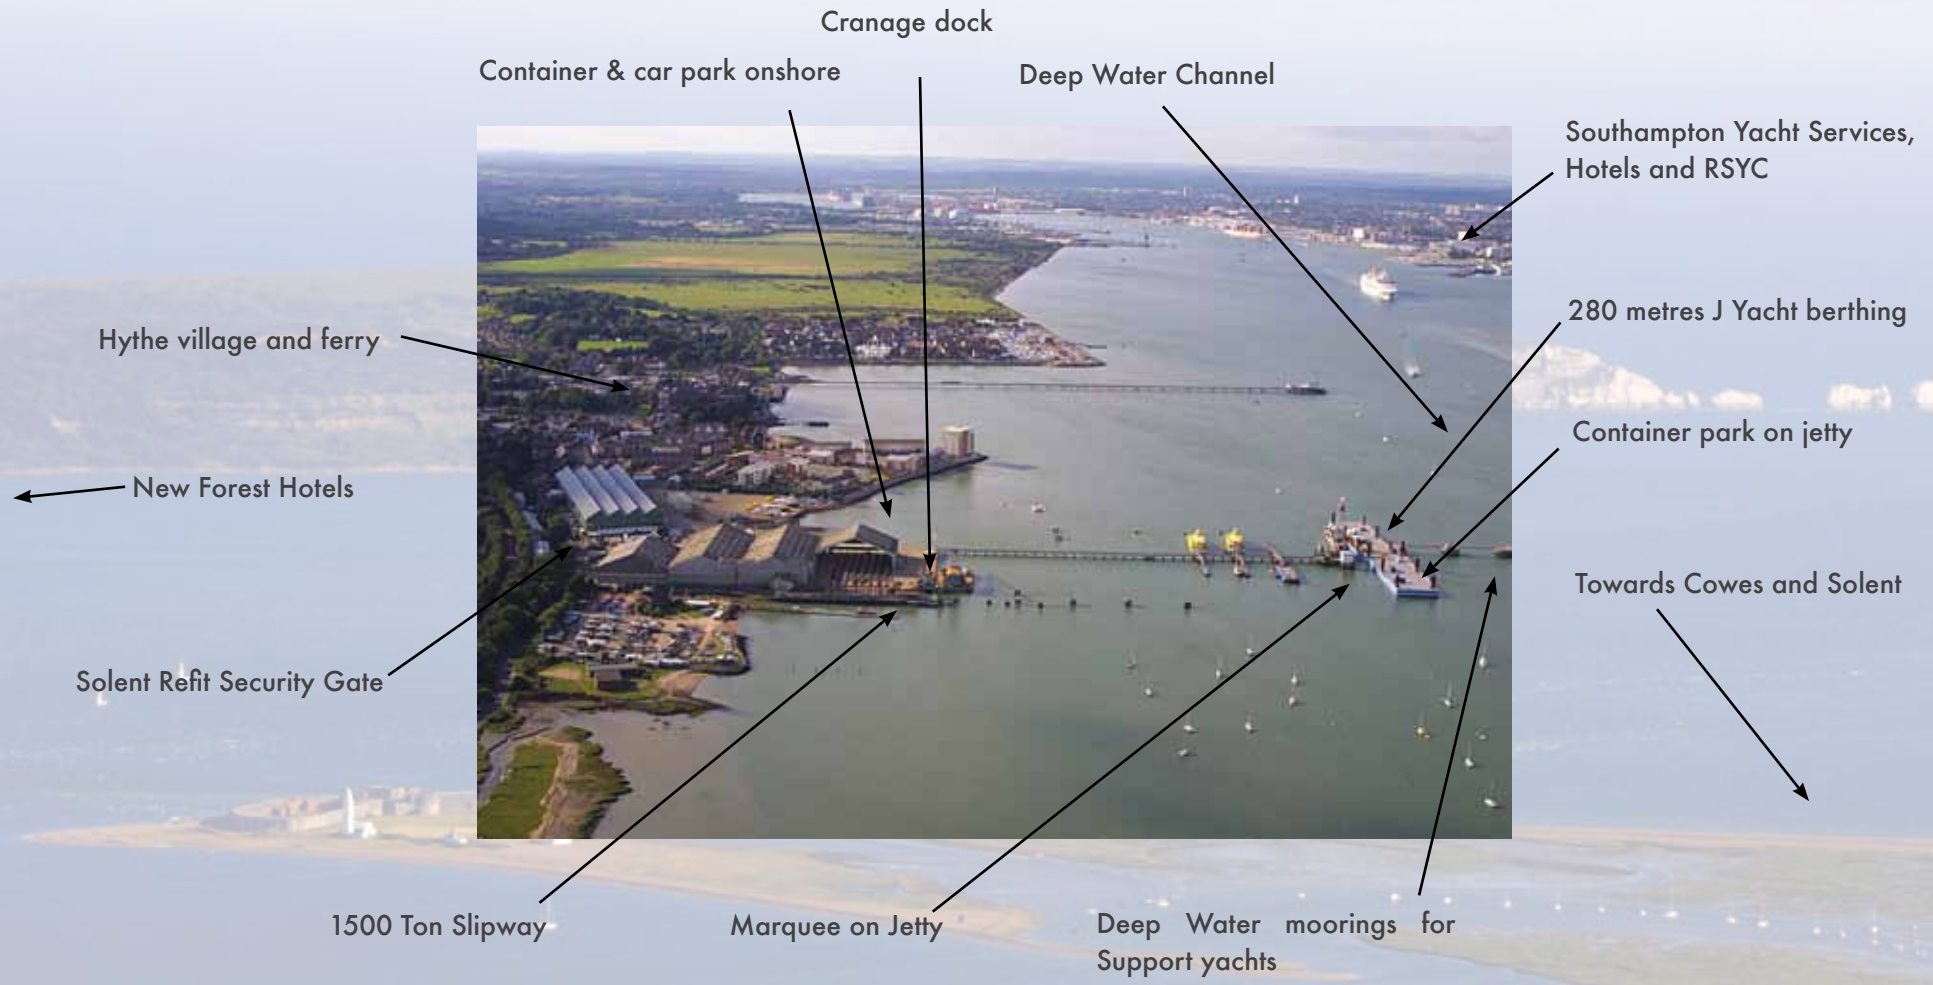 Cranage dock
Container & car park onshore
Deep Water Channel
Southampton Yacht Services,
Hotels and RSYC
280 metres J Yacht berthing
Hythe village and ferry
Container park on jetty
New Forest Hotels
Towards Cowes and Solent
Solent Refit Security Gate
1500 Ton Slipway
Marquee on Jetty
Deep Water moorings for
Support yachts